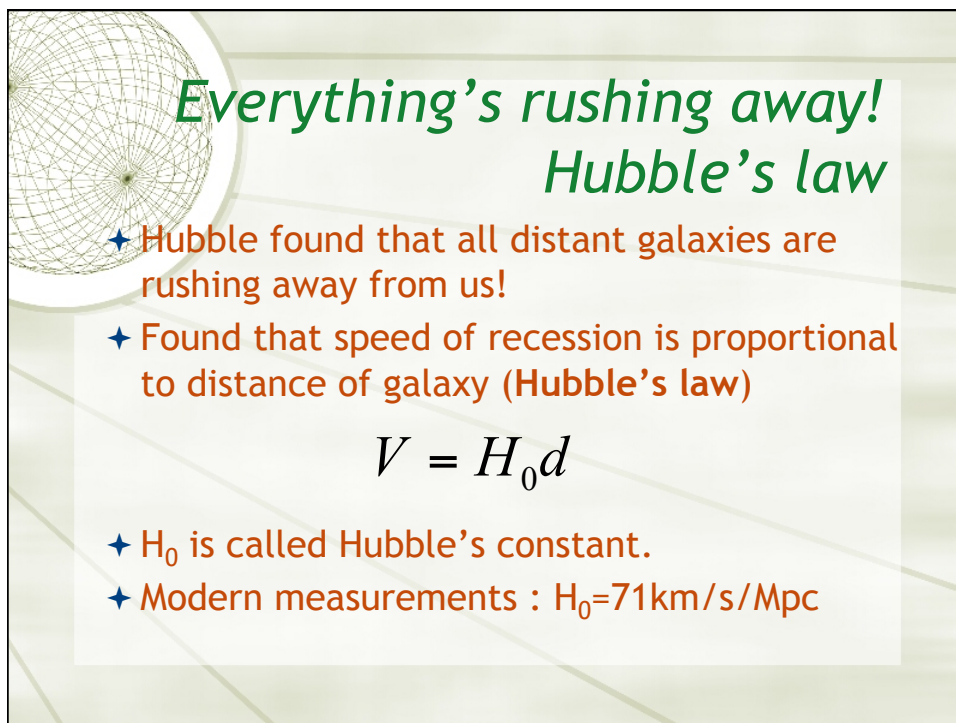 Everything’s rushing away!
Hubble’s law
Hubble found that all distant galaxies are
rushing away from us!
Found that speed of recession is proportional
to distance of galaxy (Hubble’s law)
V = H₀d
H₀ is called Hubble’s constant.
Modern measurements : H₀=71km/s/Mpc